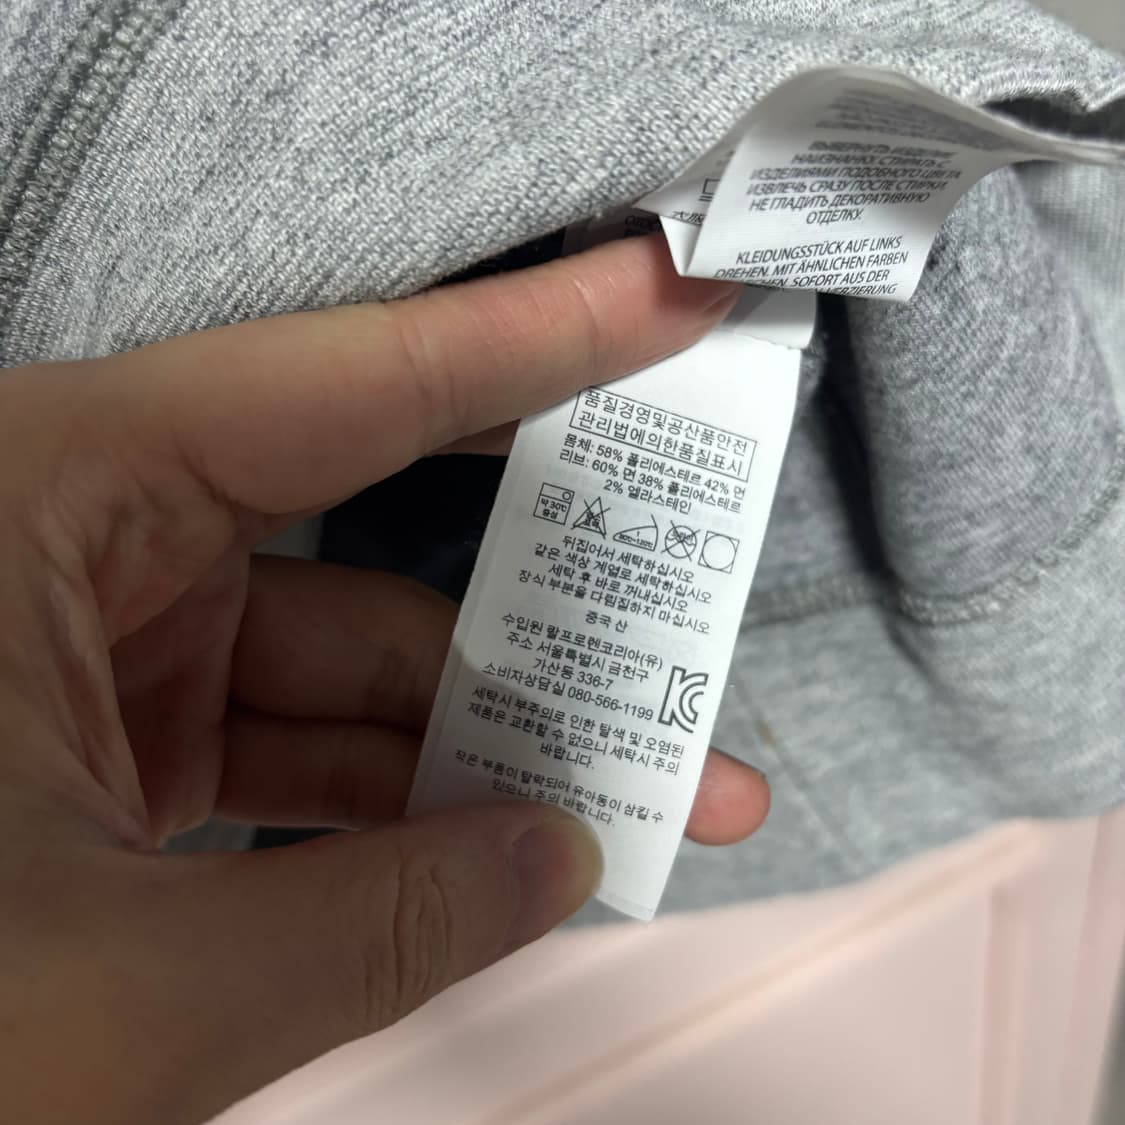 ВЫВЕРНУТЬ ИЗДЕЛИЕ
НАИЗНАНКУ. СТИРАТЬ С
ИЗДЕЛИЯМИ ПОДОБНОГО ЦВЕТА.
ИЗВЛЕЧЬ СРАЗУ ПОСЛЕ СТИРКИ.
НЕ ГЛАДИТЬ ДЕКОРАТИВНУЮ
ОТДЕЛКУ.
KLEIDUNGSSTÜCK AUF LINKS
DREHEN. MIT ÄHNLICHEN FARBEN
SOFORT AUS DER
VERZIERUNG
품질경영및공산품안전
관리법에의한품질표시
몸체: 58% 폴리에스테르 42% 면
리브: 60% 면 38% 폴리에스테르
2% 엘라스테인
약 30℃
중성
뒤집어서 세탁하십시오
같은 색상 계열로 세탁하십시오
세탁 후 바로 꺼내십시오
장식 부분을 다림질하지 마십시오
중국 산
수입원 랄프로렌코리아(유)
주소 서울특별시 금천구
가산동 336-7
소비자상담실 080-566-1199
세탁시 부주의로 인한 탈색 및 오염된
제품은 교환할 수 없으니 세탁시 주의
바랍니다.
작은 부품이 탈락되어 유아동이 삼킬 수
있으니 주의 바랍니다.